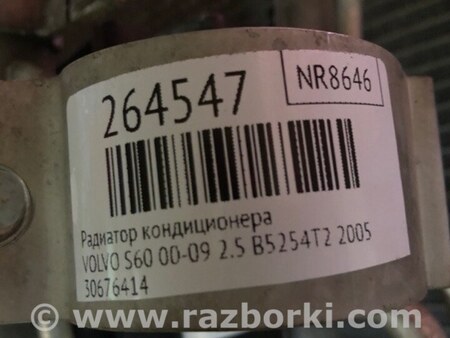 264547
NR8646
Радиатор кондиционера
VOLVO S60 00-09 2.5 B5254T2 2005
30676414
© www.razborki.com